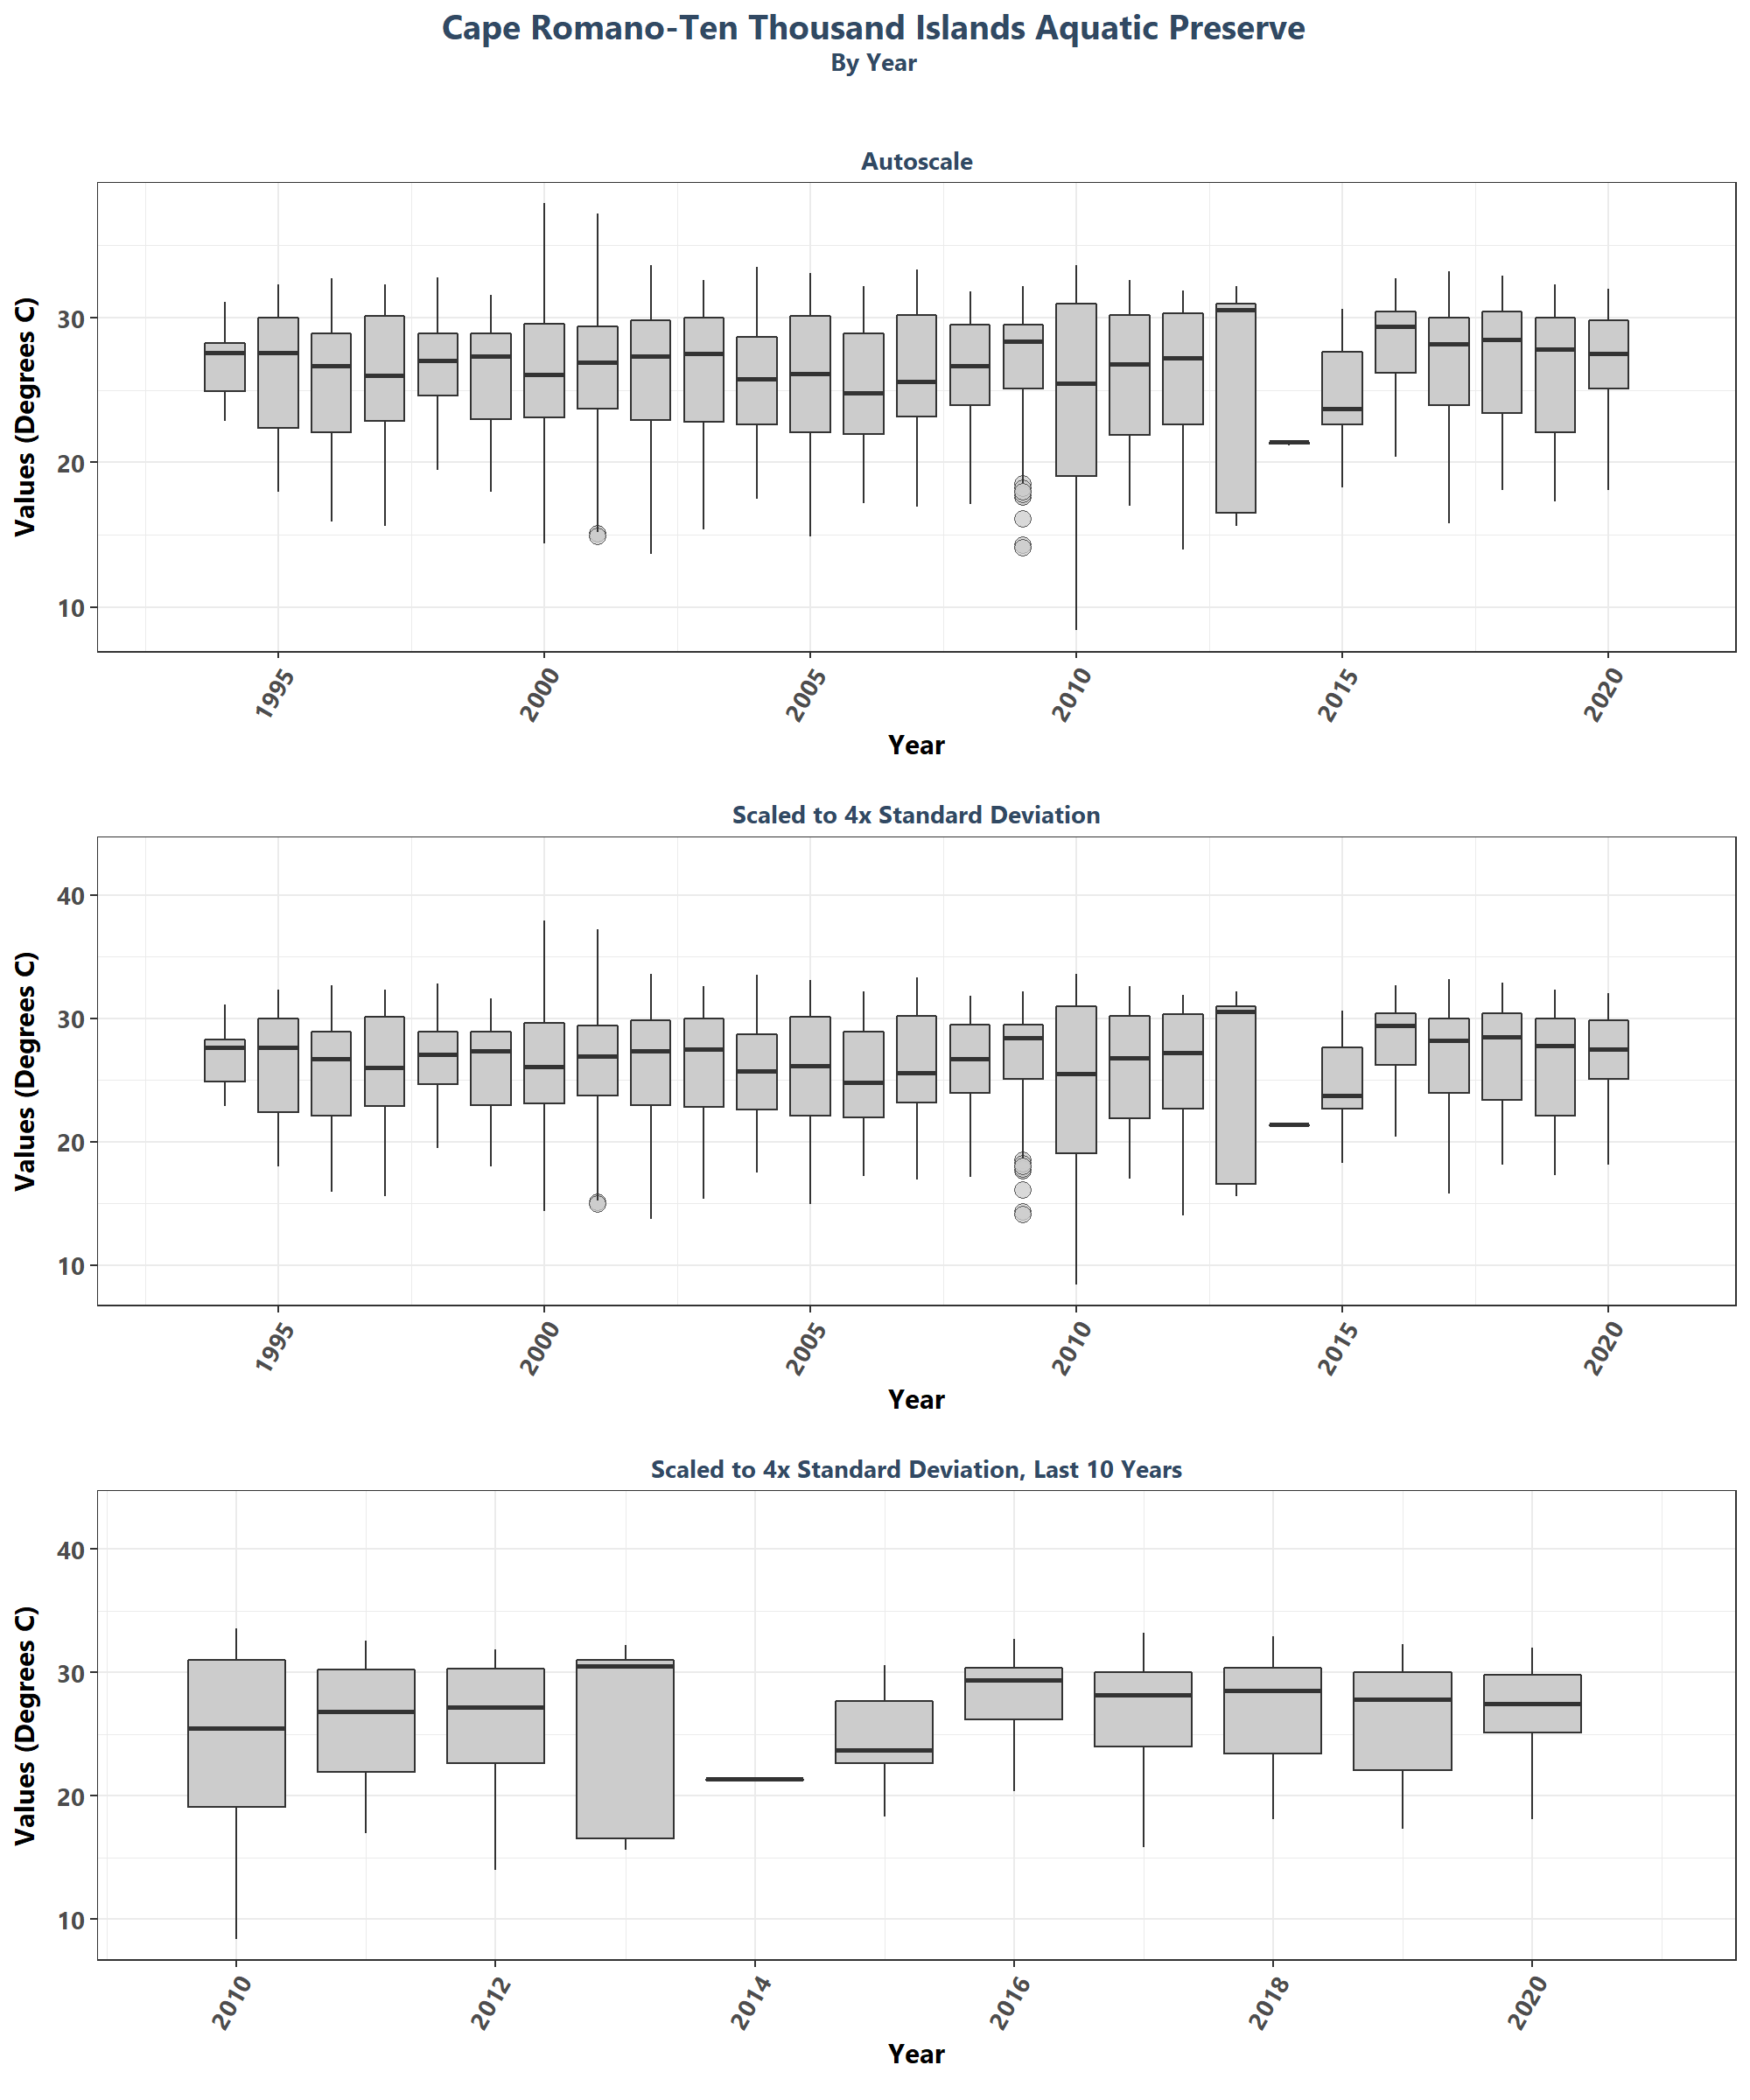 Cape Romano-Ten Thousand Islands Aquatic Preserve
By Year
Autoscale
Values (Degrees C)
30
20
10
1995
2000
2005
2010
2015
2020
Year
Scaled to 4x Standard Deviation
Values (Degrees C)
40
30
20
10
1995
2000
2005
2010
2015
2020
Year
Scaled to 4x Standard Deviation, Last 10 Years
Values (Degrees C)
40
30
20
10
2010
2012
2014
2016
2018
2020
Year